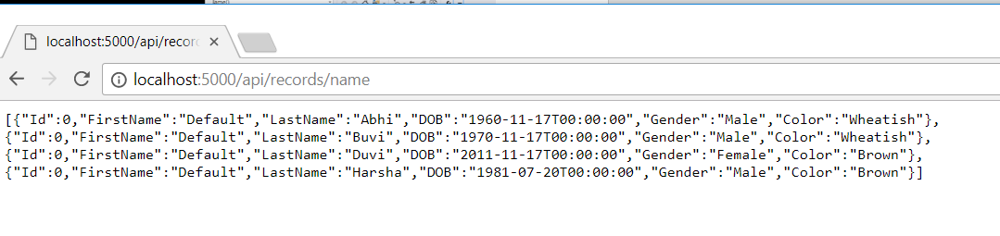 localhost:5000/api/recor
localhost:5000/api/records/name
[{"Id":0,"FirstName":"Default","LastName":"Abhi","DOB":"1960-11-17T00:00:00","Gender":"Male","Color":"Wheatish"},
{"Id":0,"FirstName":"Default","LastName":"Buvi","DOB":"1970-11-17T00:00:00","Gender":"Male","Color":"Wheatish"},
{"Id":0,"FirstName":"Default","LastName":"Duvi","DOB":"2011-11-17T00:00:00","Gender":"Female","Color":"Brown"},
{"Id":0,"FirstName":"Default","LastName":"Harsha","DOB":"1981-07-20T00:00:00","Gender":"Male","Color":"Brown"}]